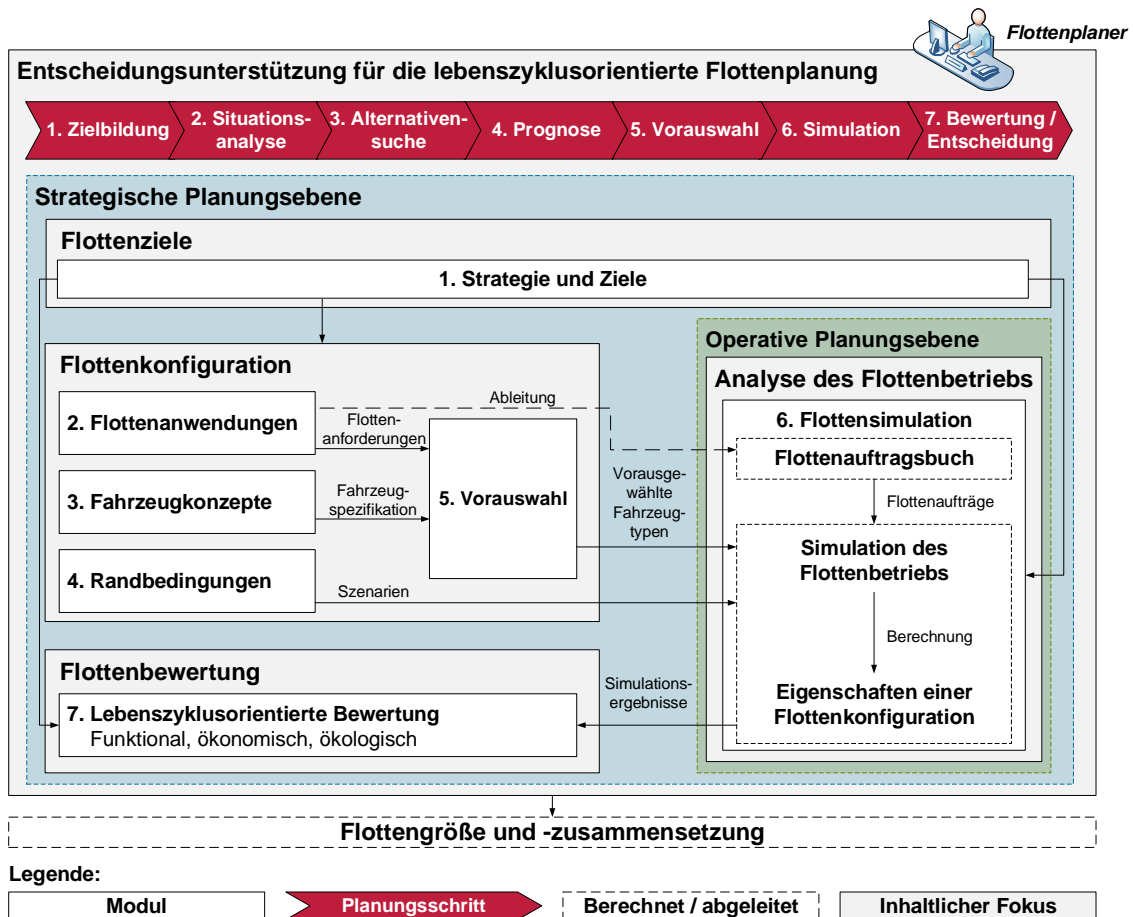 Flottenplaner
Entscheidungsunterstützung für die lebenszyklusorientierte Flottenplanung
1. Zielbildung
2. Situations-
analyse
3. Alternativen-
suche
4. Prognose
5. Vorauswahl
6. Simulation
7. Bewertung /
Entscheidung
Strategische Planungsebene
Flottenziele
1. Strategie und Ziele
Flottenkonfiguration
2. Flottenanwendungen
3. Fahrzeugkonzepte
4. Randbedingungen
Ableitung
Flotten-
anforderungen
Fahrzeug-
spezifikation
5. Vorauswahl
Szenarien
Vorausge-
wählte
Fahrzeug-
typen
Operative Planungsebene
Analyse des Flottenbetriebs
6. Flottensimulation
Flottenauftragsbuch
Flottenaufträge
Simulation des
Flottenbetriebs
Berechnung
Eigenschaften einer
Flottenkonfiguration
Simulations-
ergebnisse
Flottenbewertung
7. Lebenszyklusorientierte Bewertung
Funktional, ökonomisch, ökologisch
Flottengröße und -zusammensetzung
Legende:
Modul
Planungsschritt
Berechnet / abgeleitet
Inhaltlicher Fokus